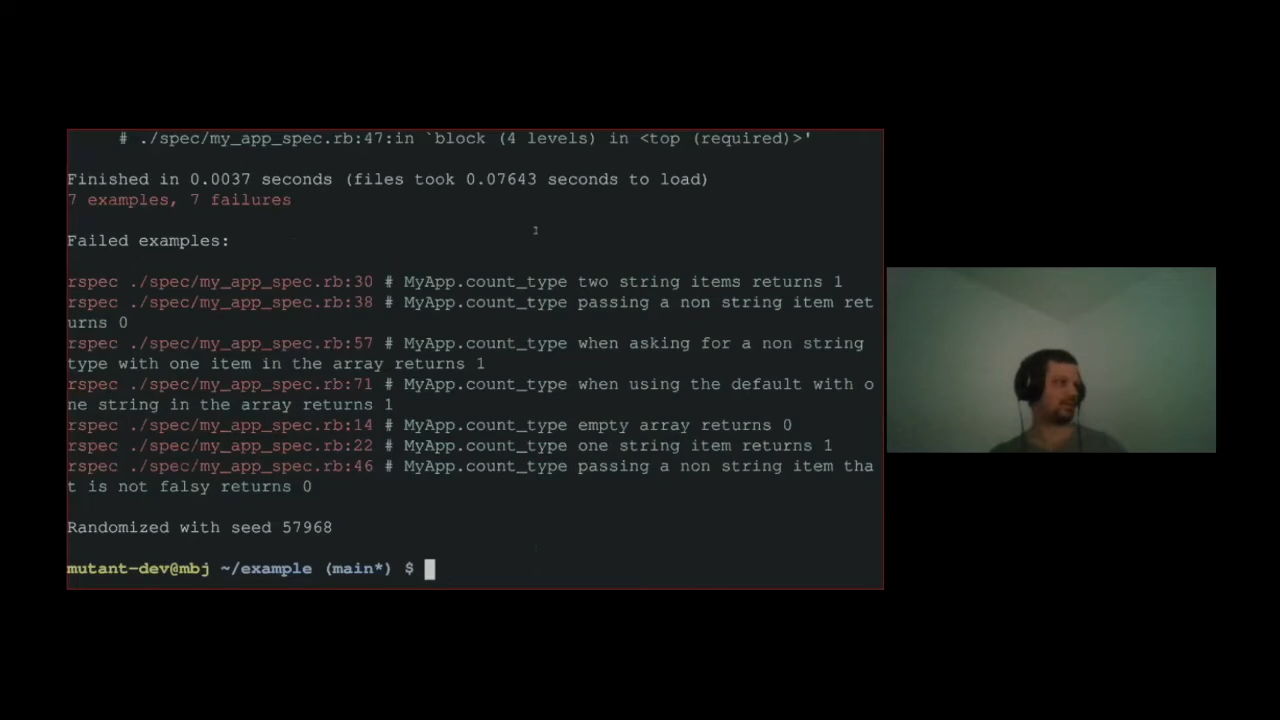 # ./spec/my_app_spec.rb:47:in `block (4 levels) in <top (required)>'
Finished in 0.0037 seconds (files took 0.07643 seconds to load)
7 examples, 7 failures
Failed examples:
rspec ./spec/my_app_spec.rb:30 # MyApp.count_type two string items returns 1
rspec ./spec/my_app_spec.rb:38 # MyApp.count_type passing a non string item ret
urns 0
rspec ./spec/my_app_spec.rb:57 # MyApp.count_type when asking for a non string
type with one item in the array returns 1
rspec ./spec/my_app_spec.rb:71 # MyApp.count_type when using the default with o
ne string in the array returns 1
rspec ./spec/my_app_spec.rb:14 # MyApp.count_type empty array returns 0
rspec ./spec/my_app_spec.rb:22 # MyApp.count_type one string item returns 1
rspec ./spec/my_app_spec.rb:46 # MyApp.count_type passing a non string item tha
t is not falsy returns 0
Randomized with seed 57968
mutant-dev@mbj ~/example (main*) $